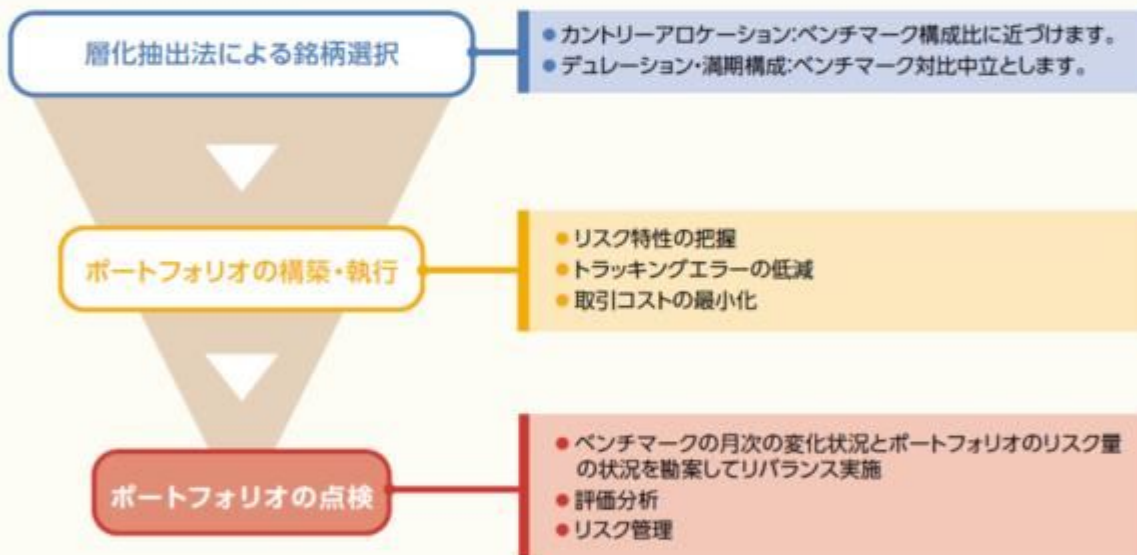 層化抽出法による銘柄選択
●カントリーアロケーション:ベンチマーク構成比に近づけます。
●デュレーション・満期構成:ベンチマーク対比中立とします。
ポートフォリオの構築・執行
●リスク特性の把握
●トラッキングエラーの低減
●取引コストの最小化
ポートフォリオの点検
●ベンチマークの月次の変化状況とポートフォリオのリスク量
の状況を勘案してリバランス実施
●評価分析
●リスク管理